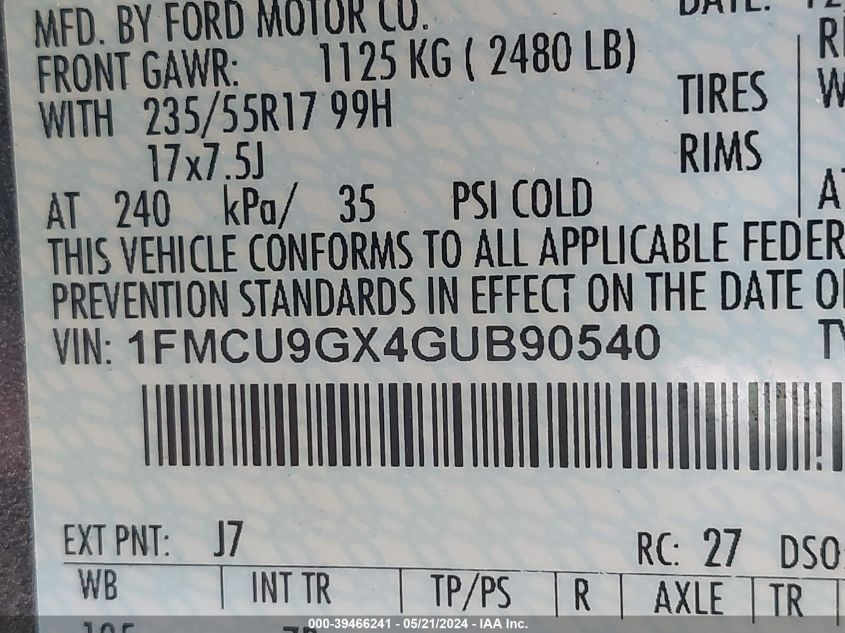 MFD. BY FORD MOTOR CO. DATE: 12
FRONT GAWR: 1125 KG ( 2480 LB)
WITH 235/55R17 99H TIRES
17x7.5J RIMS
AT 240 kPa/ 35 PSI COLD
THIS VEHICLE CONFORMS TO ALL APPLICABLE FEDER
PREVENTION STANDARDS IN EFFECT ON THE DATE O
VIN: 1FMCU9GX4GUB90540
EXT PNT: J7 RC: 27 DSO:
WB INT TR TP/PS R AXLE TR
000-39466241 - 05/21/2024 - IAA Inc.